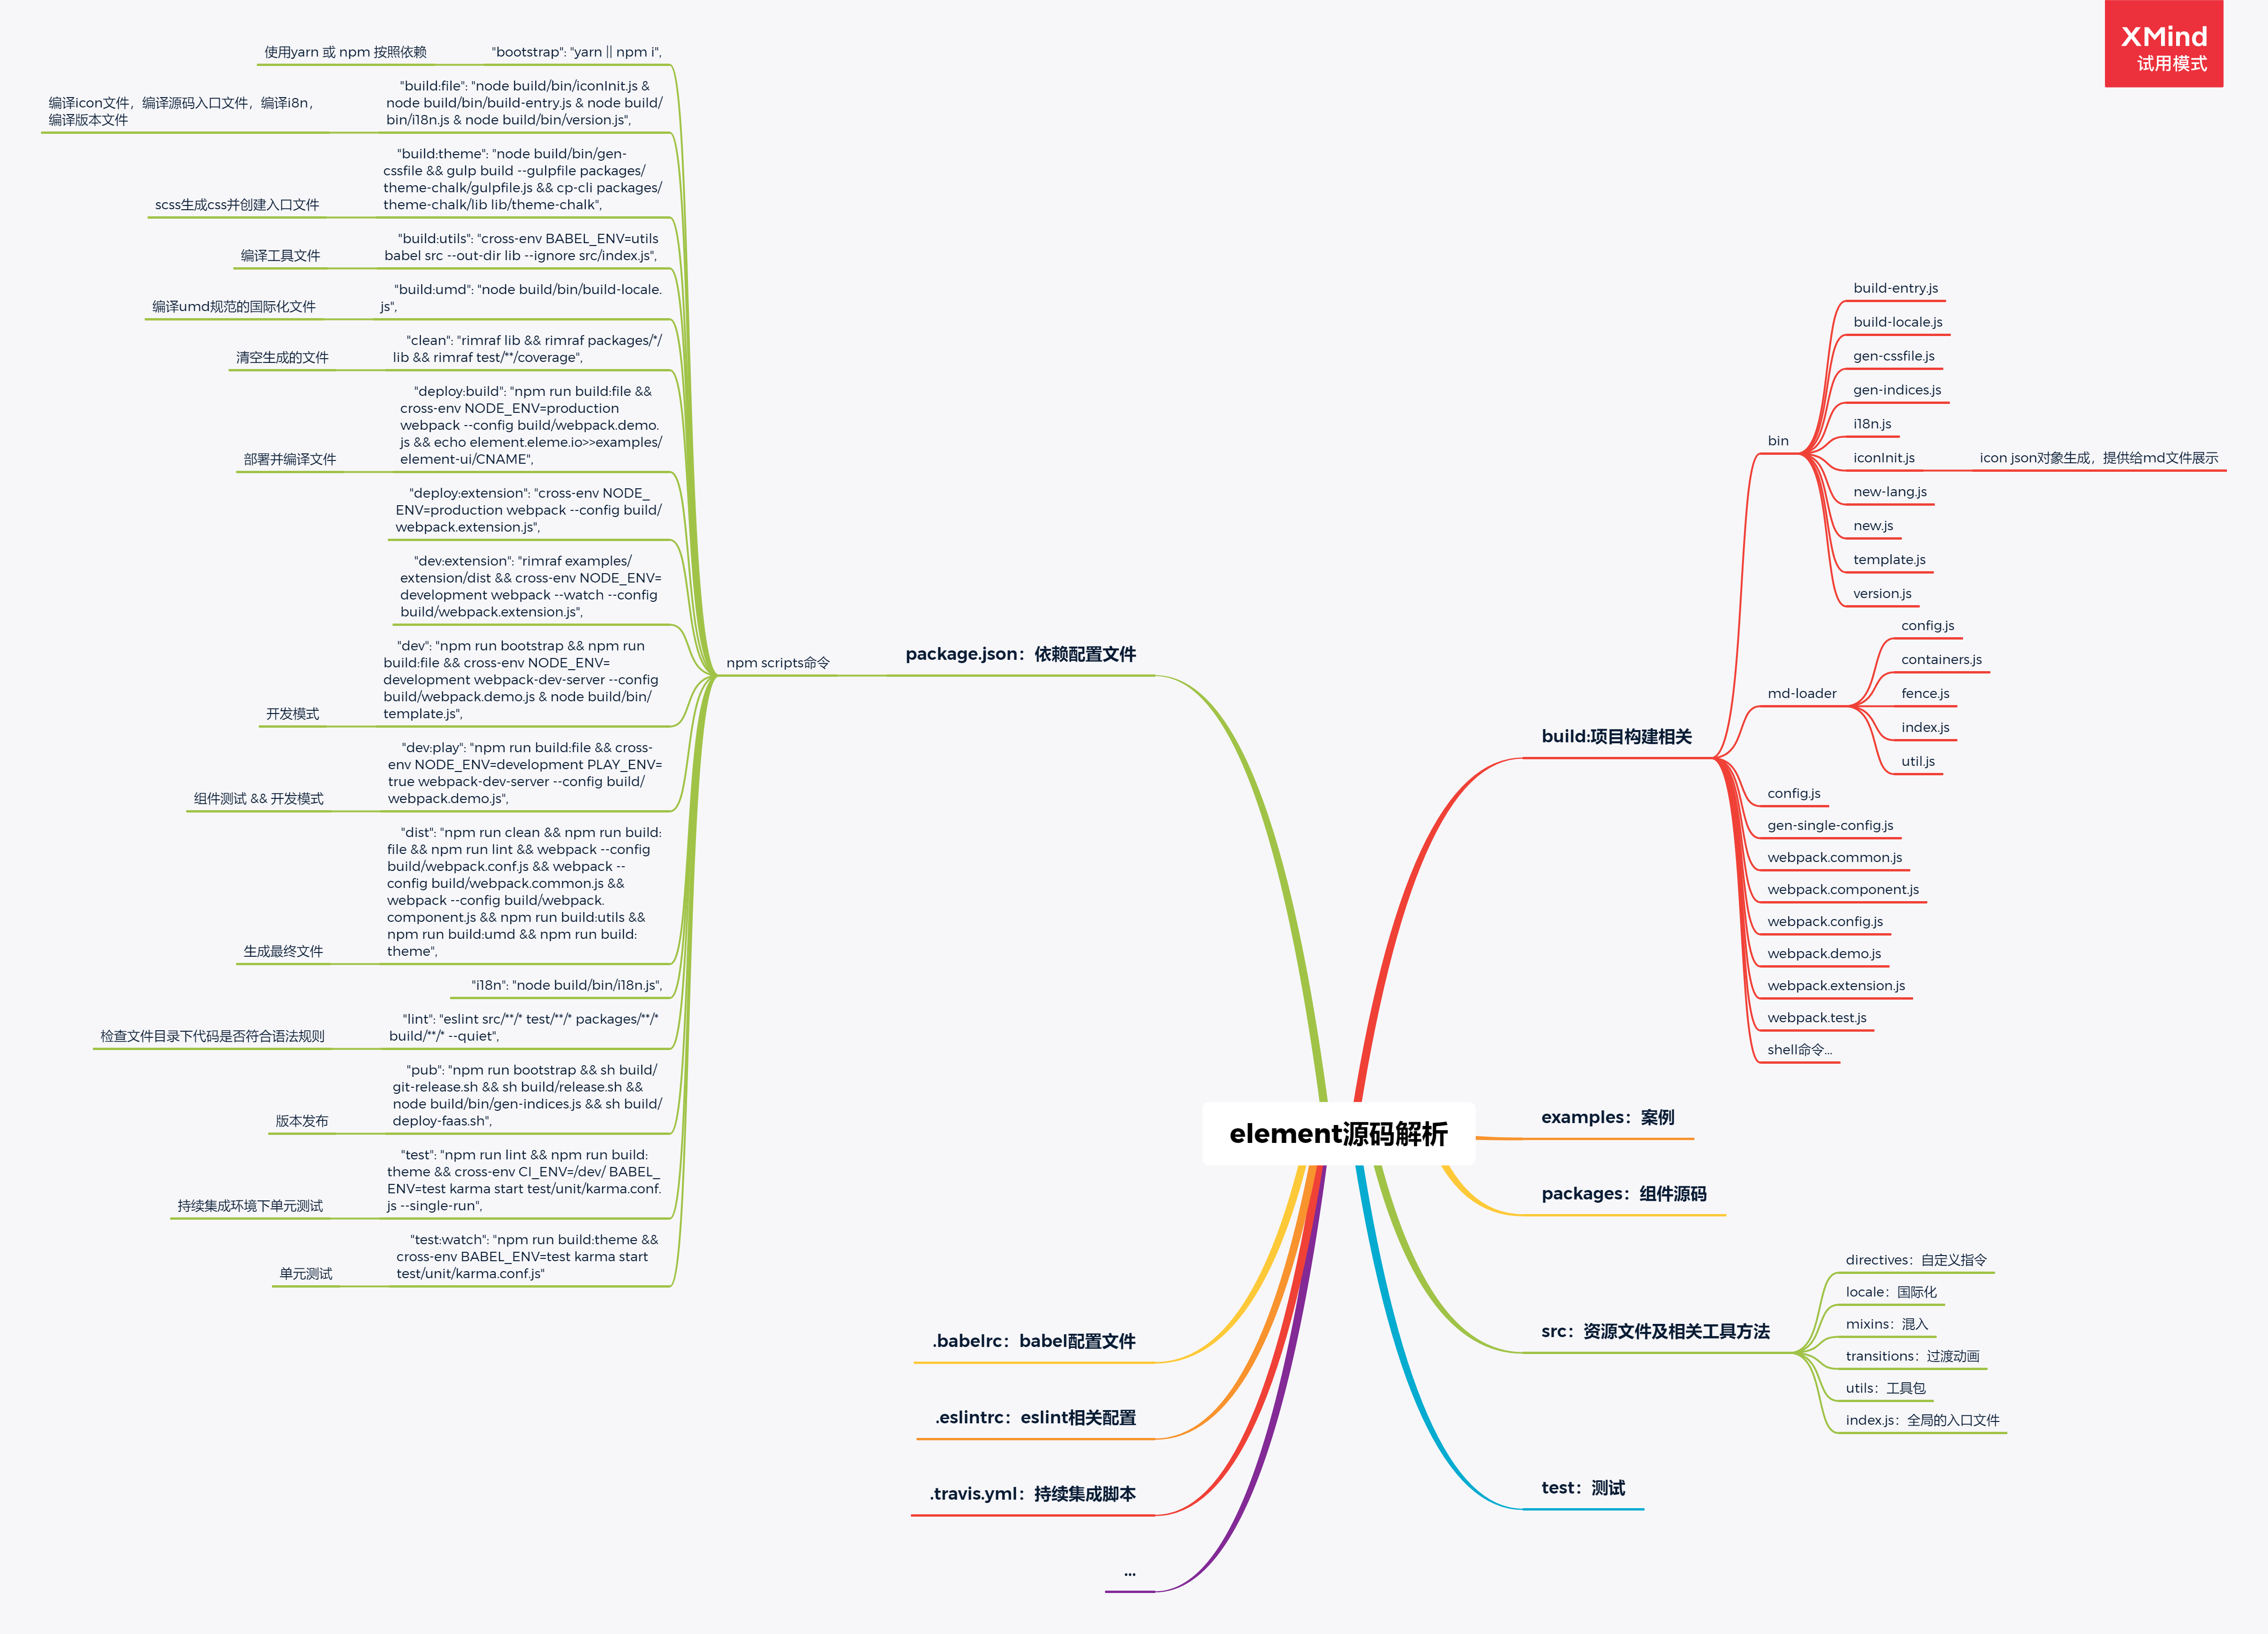 XMind
试用模式
element源码解析
build:项目构建相关
bin
build-entry.js
build-locale.js
gen-cssfile.js
gen-indices.js
i18n.js
iconInit.js
icon json对象生成，提供给md文件展示
new-lang.js
new.js
template.js
version.js
md-loader
config.js
containers.js
fence.js
index.js
util.js
config.js
gen-single-config.js
webpack.common.js
webpack.component.js
webpack.config.js
webpack.demo.js
webpack.extension.js
webpack.test.js
shell命令...
examples：案例
packages：组件源码
src：资源文件及相关工具方法
directives：自定义指令
locale：国际化
mixins：混入
transitions：过渡动画
utils：工具包
index.js：全局的入口文件
test：测试
package.json：依赖配置文件
npm scripts命令
"bootstrap": "yarn || npm i",
使用yarn 或 npm 按照依赖
"build:file": "node build/bin/iconInit.js &
node build/bin/build-entry.js & node build/
bin/i18n.js & node build/bin/version.js",
编译icon文件，编译源码入口文件，编译i8n，
编译版本文件
"build:theme": "node build/bin/gen-
cssfile && gulp build --gulpfile packages/
theme-chalk/gulpfile.js && cp-cli packages/
theme-chalk/lib lib/theme-chalk",
scss生成css并创建入口文件
"build:utils": "cross-env BABEL_ENV=utils
babel src --out-dir lib --ignore src/index.js",
编译工具文件
"build:umd": "node build/bin/build-locale.
js",
编译umd规范的国际化文件
"clean": "rimraf lib && rimraf packages/*/
lib && rimraf test/**/coverage",
清空生成的文件
"deploy:build": "npm run build:file &&
cross-env NODE_ENV=production
webpack --config build/webpack.demo.
js && echo element.eleme.io>>examples/
element-ui/CNAME",
部署并编译文件
"deploy:extension": "cross-env NODE_
ENV=production webpack --config build/
webpack.extension.js",
"dev:extension": "rimraf examples/
extension/dist && cross-env NODE_ENV=
development webpack --watch --config
build/webpack.extension.js",
"dev": "npm run bootstrap && npm run
build:file && cross-env NODE_ENV=
development webpack-dev-server --config
build/webpack.demo.js & node build/bin/
template.js",
开发模式
"dev:play": "npm run build:file && cross-
env NODE_ENV=development PLAY_ENV=
true webpack-dev-server --config build/
webpack.demo.js",
组件测试 && 开发模式
"dist": "npm run clean && npm run build:
file && npm run lint && webpack --config
build/webpack.conf.js && webpack --
config build/webpack.common.js &&
webpack --config build/webpack.
component.js && npm run build:utils &&
npm run build:umd && npm run build:
theme",
生成最终文件
"i18n": "node build/bin/i18n.js",
"lint": "eslint src/**/* test/**/* packages/**/*
build/**/* --quiet",
检查文件目录下代码是否符合语法规则
"pub": "npm run bootstrap && sh build/
git-release.sh && sh build/release.sh &&
node build/bin/gen-indices.js && sh build/
deploy-faas.sh",
版本发布
"test": "npm run lint && npm run build:
theme && cross-env CI_ENV=/dev/ BABEL_
ENV=test karma start test/unit/karma.conf.
js --single-run",
持续集成环境下单元测试
"test:watch": "npm run build:theme &&
cross-env BABEL_ENV=test karma start
test/unit/karma.conf.js"
单元测试
.babelrc：babel配置文件
.eslintrc：eslint相关配置
.travis.yml：持续集成脚本
...